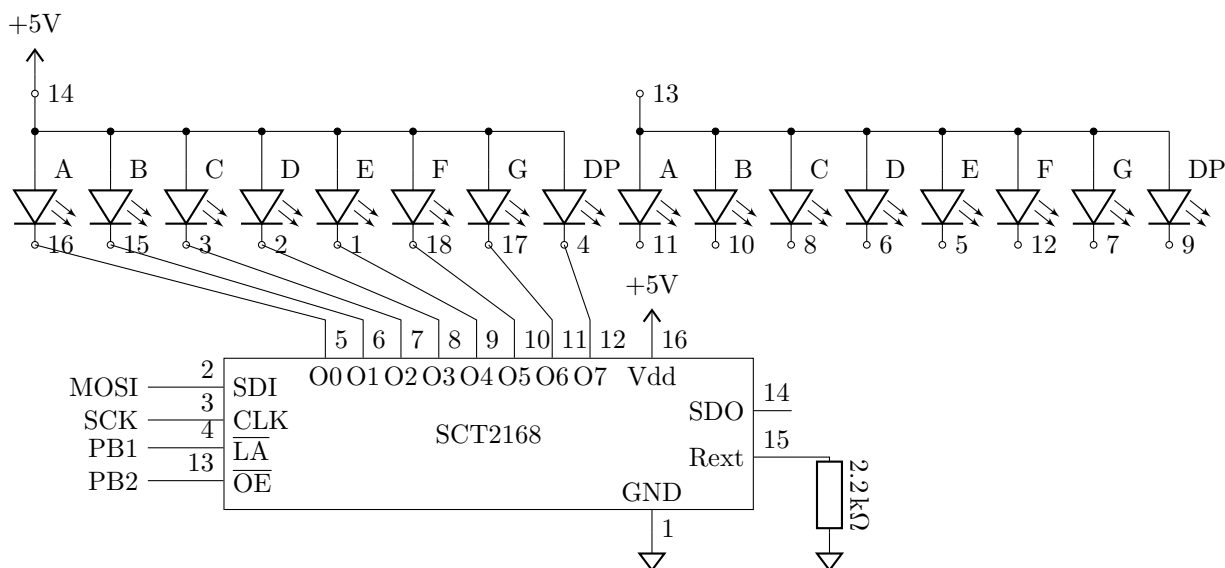 +5V
14
13
A B C D E F G DP A B C D E F G DP
16 15 3 2 1 18 17 4 11 10 8 6 5 12 7 9
+5V
5 6 7 8 9 10 11 12 16
O0 O1 O2 O3 O4 O5 O6 O7 Vdd
MOSI 2 SDI
SCK 3 CLK
PB1 4 LA
PB2 13 OE
SCT2168
SDO 14
Rext 15
GND
1
2.2kΩ